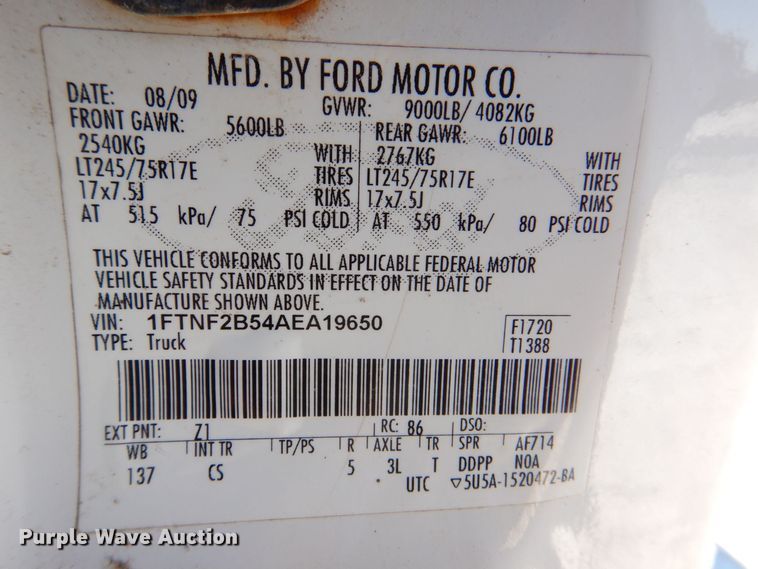 MFD. BY FORD MOTOR CO.
DATE: 08/09 GVWR: 9000LB/ 4082KG
FRONT GAWR: 5600LB REAR GAWR: 6100LB
2540KG WITH 2767KG WITH
LT245/75R17E TIRES LT245/75R17E TIRES
17x7.5J RIMS 17x7.5J RIMS
AT 515 kPa/ 75 PSI COLD AT 550 kPa/ 80 PSI COLD
THIS VEHICLE CONFORMS TO ALL APPLICABLE FEDERAL MOTOR
VEHICLE SAFETY STANDARDS IN EFFECT ON THE DATE OF
MANUFACTURE SHOWN ABOVE.
VIN: 1FTNF2B54AEA19650 F1720
TYPE: Truck T1388
EXT PNT: Z1 RC: 86 DSO:
WB INT TR TP/PS R AXLE TR SPR AF714
137 CS 5 3L T DDPP NOA
UTC ▽5U5A-1520472-BA
Purple Wave Auction